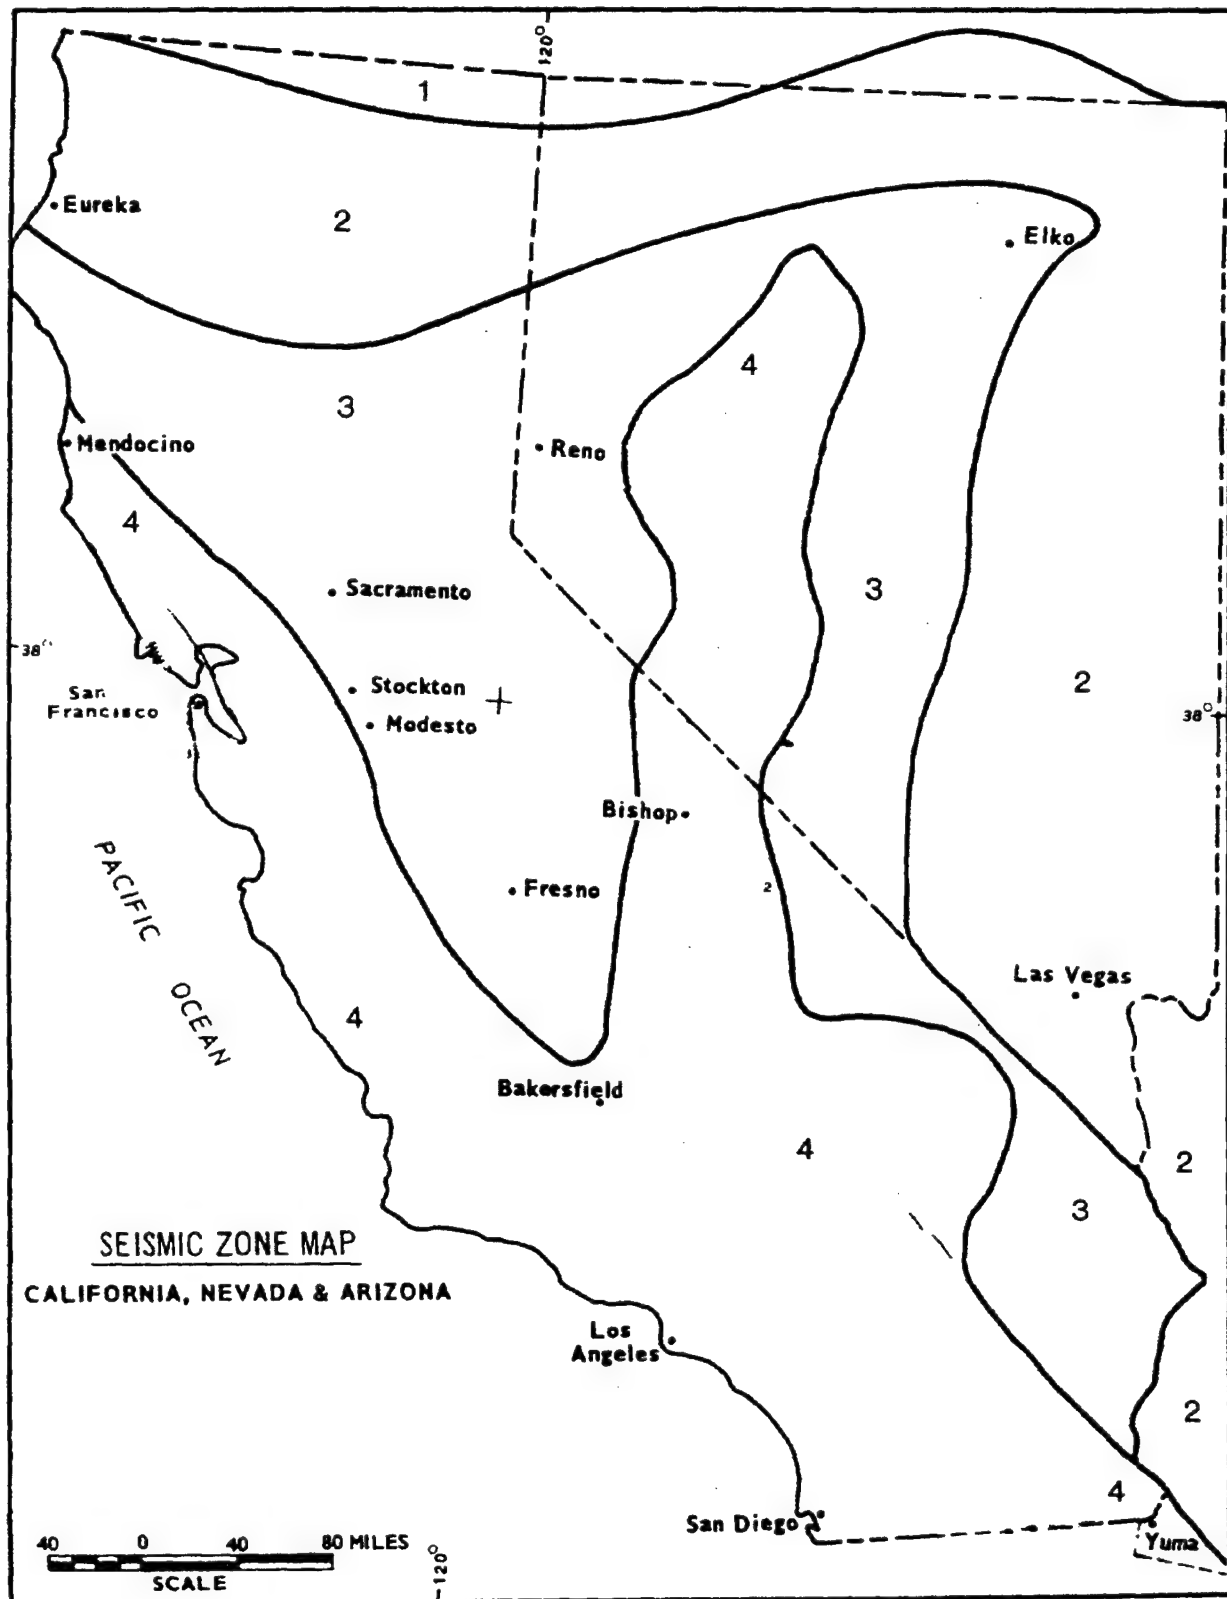 120°
1
Eureka
2
Elko
4
3
Reno
Mendocino
4
Sacramento
3
38°
San
Francisco
Stockton
Modesto
2
38°
Bishop
PACIFIC OCEAN
Fresno
2
Las Vegas
4
Bakersfield
4
2
3
SEISMIC ZONE MAP
CALIFORNIA, NEVADA & ARIZONA
Los
Angeles
2
4
San Diego
Yuma
40 0 40 80 MILES
SCALE
120°